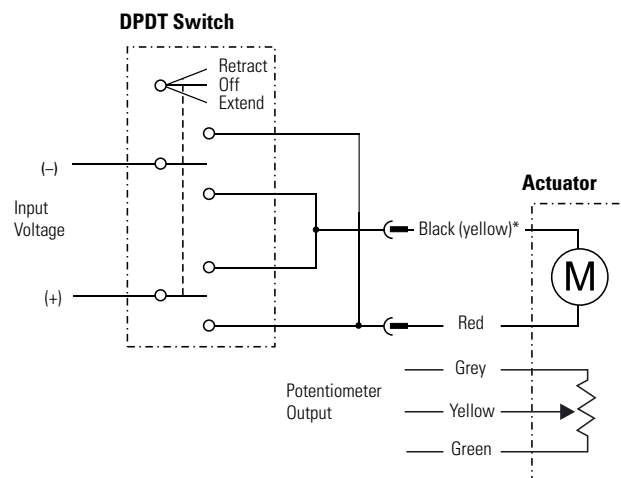 DPDT Switch
Retract
Off
Extend
(–)
Input
Voltage
(+)
Actuator
Black (yellow)*
M
Red
Grey
Potentiometer
Output
Yellow
Green